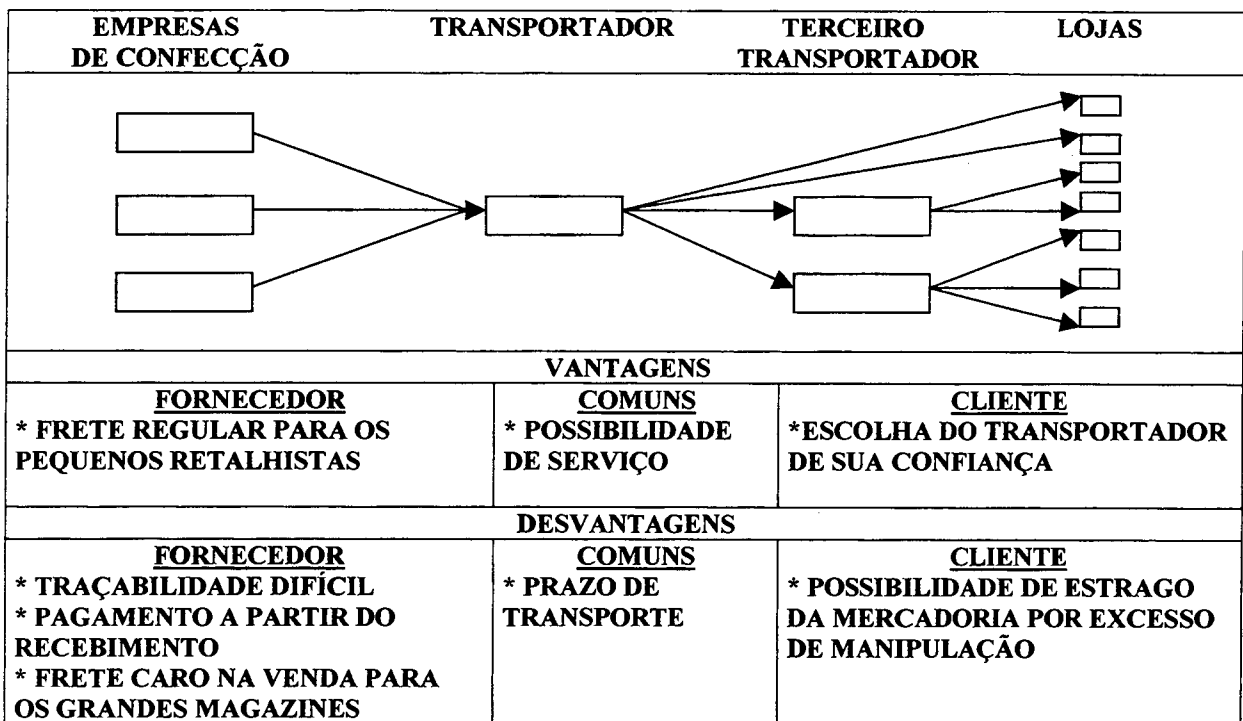 EMPRESAS DE CONFECÇÃO
TRANSPORTADOR
TERCEIRO TRANSPORTADOR
LOJAS
VANTAGENS
FORNECEDOR
* FRETE REGULAR PARA OS
PEQUENOS RETALHISTAS
COMUNS
* POSSIBILIDADE
DE SERVIÇO
CLIENTE
*ESCOLHA DO TRANSPORTADOR
DE SUA CONFIANÇA
DESVANTAGENS
FORNECEDOR
* TRAÇABILIDADE DIFÍCIL
* PAGAMENTO A PARTIR DO
RECEBIMENTO
* FRETE CARO NA VENDA PARA
OS GRANDES MAGAZINES
COMUNS
* PRAZO DE
TRANSPORTE
CLIENTE
* POSSIBILIDADE DE ESTRAGO
DA MERCADORIA POR EXCESSO
DE MANIPULAÇÃO